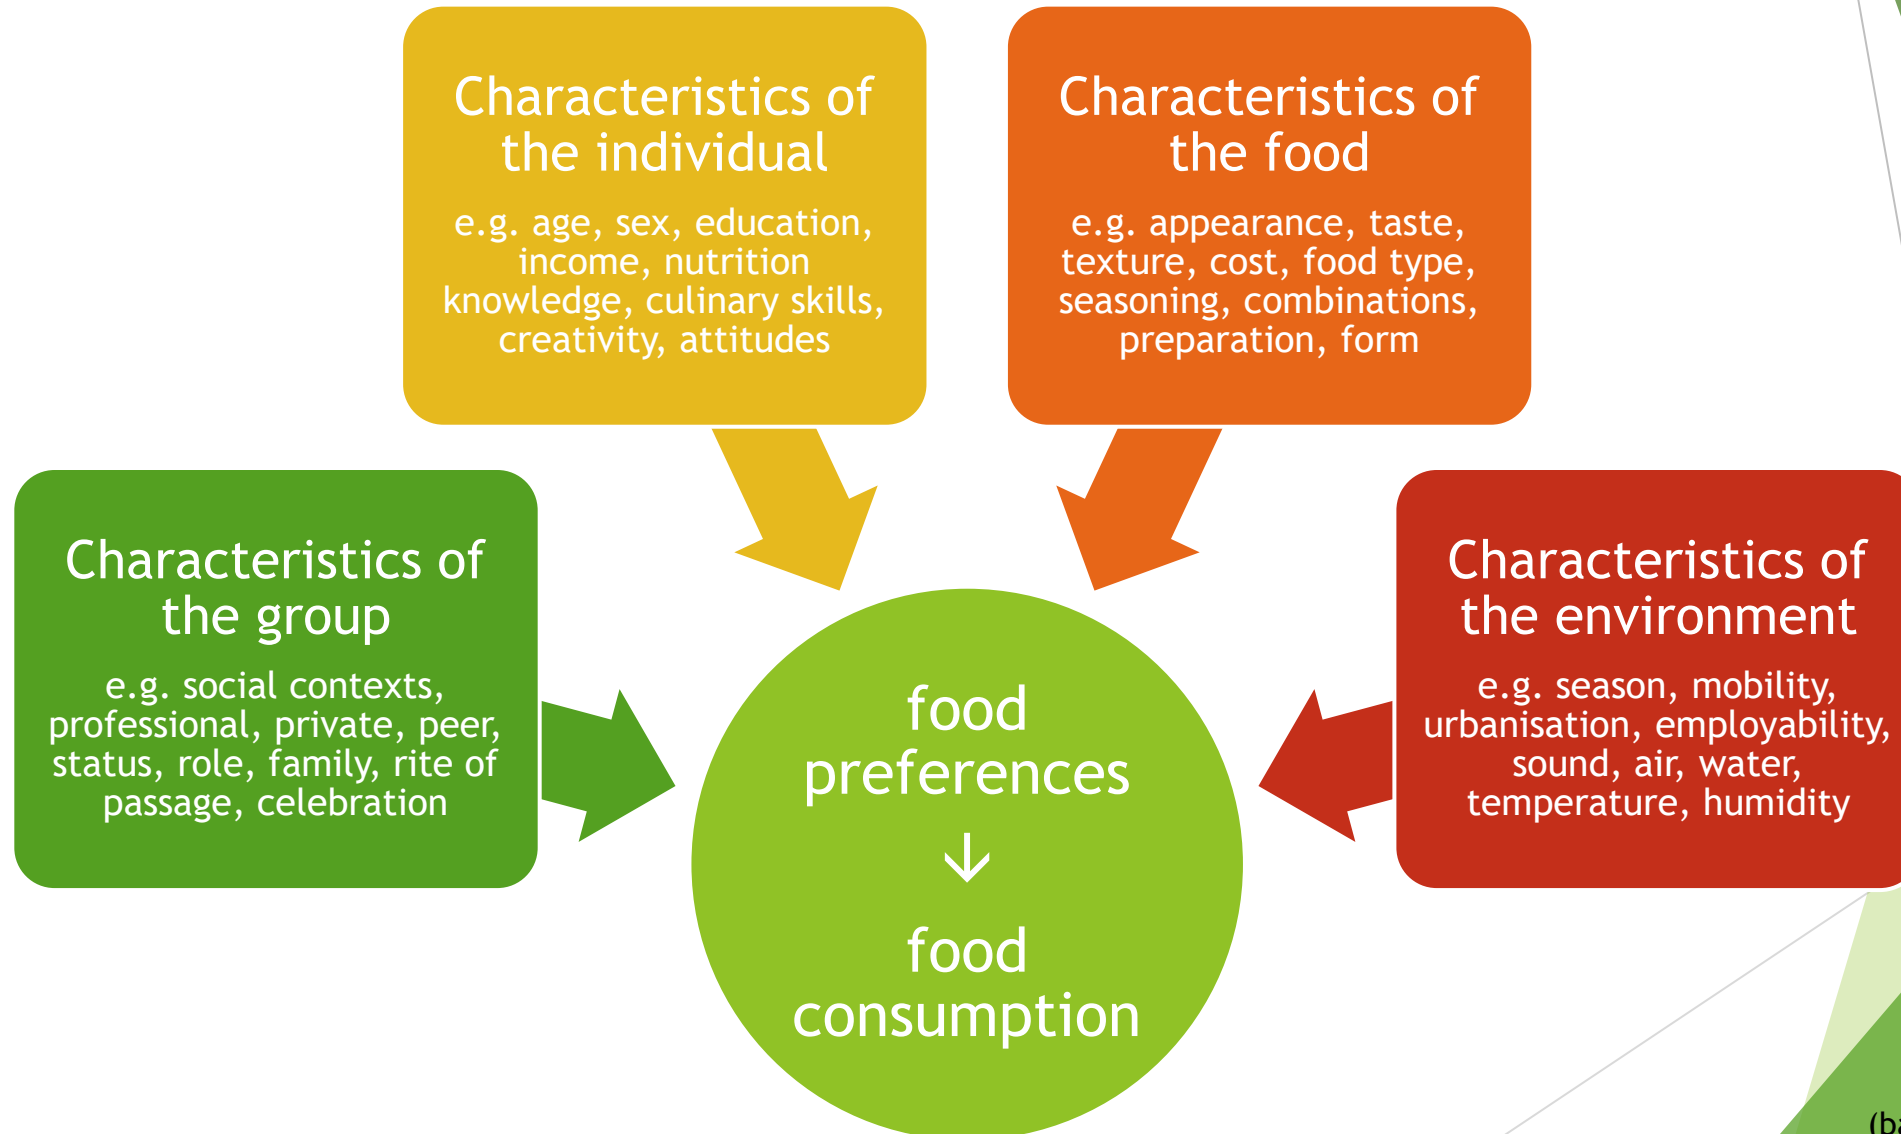 Characteristics of
the individual
e.g. age, sex, education,
income, nutrition
knowledge, culinary skills,
creativity, attitudes
Characteristics of
the food
e.g. appearance, taste,
texture, cost, food type,
seasoning, combinations,
preparation, form
Characteristics of
the group
e.g. social contexts,
professional, private, peer,
status, role, family, rite of
passage, celebration
Characteristics of
the environment
e.g. season, mobility,
urbanisation, employability,
sound, air, water,
temperature, humidity
food
preferences
↓
food
consumption